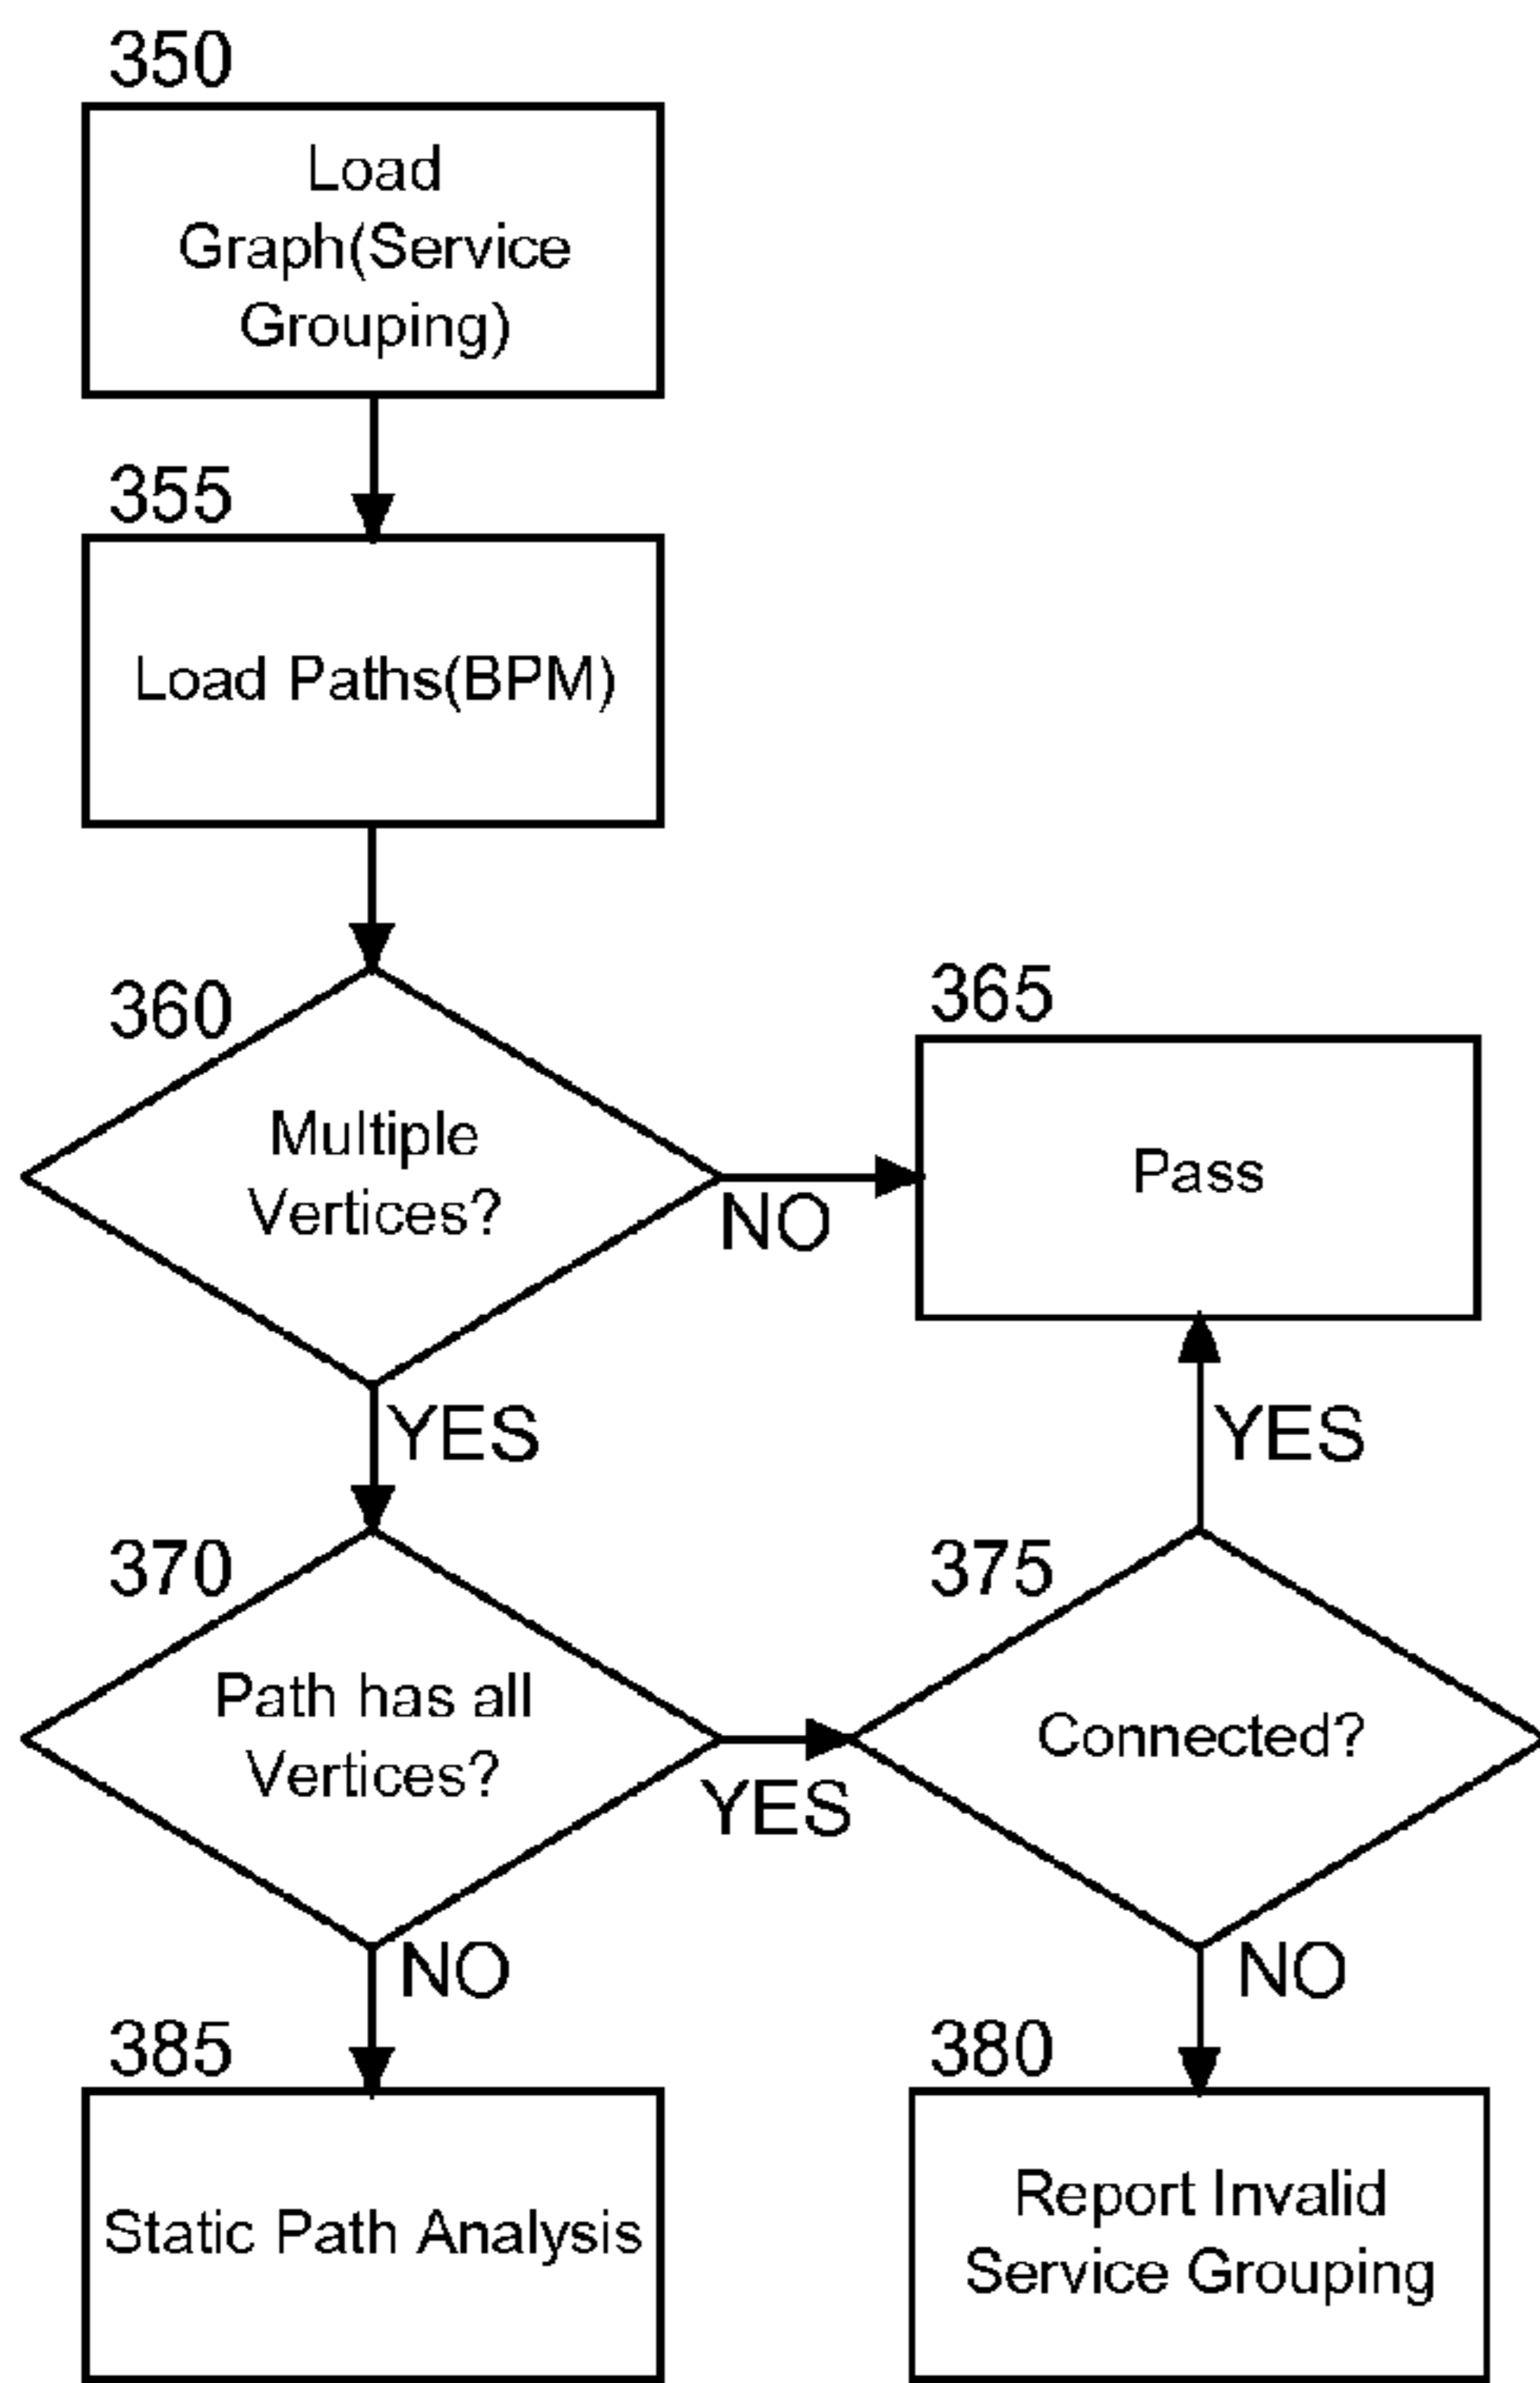 350
Load
Graph(Service
Grouping)
355
Load Paths(BPM)
360
Multiple
Vertices?
NO
365
Pass
YES
YES
370
Path has all
Vertices?
YES
375
Connected?
NO
NO
385
Static Path Analysis
380
Report Invalid
Service Grouping